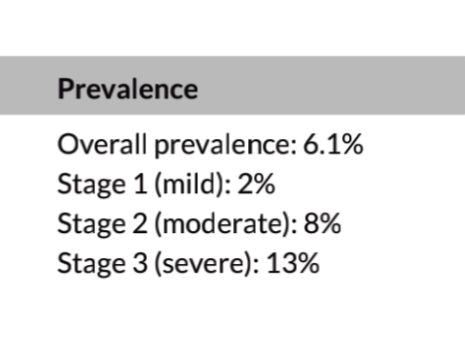 Prevalence
Overall prevalence: 6.1%
Stage 1 (mild): 2%
Stage 2 (moderate): 8%
Stage 3 (severe): 13%